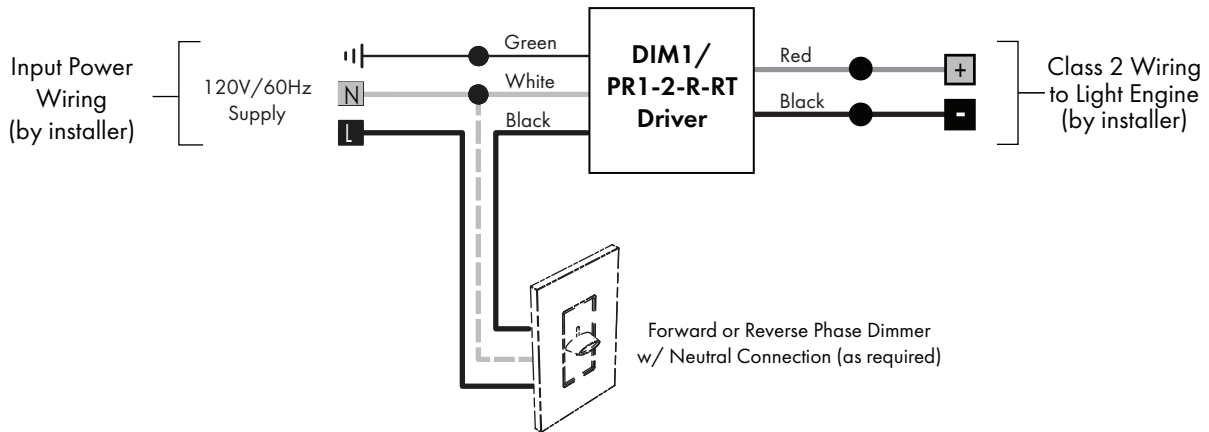 Input Power
Wiring
(by installer)
120V/60Hz
Supply
N
L
Green
White
Black
DIM1/
PR1-2-R-RT
Driver
Red
Black
+
-
Class 2 Wiring
to Light Engine
(by installer)
Forward or Reverse Phase Dimmer
w/ Neutral Connection (as required)